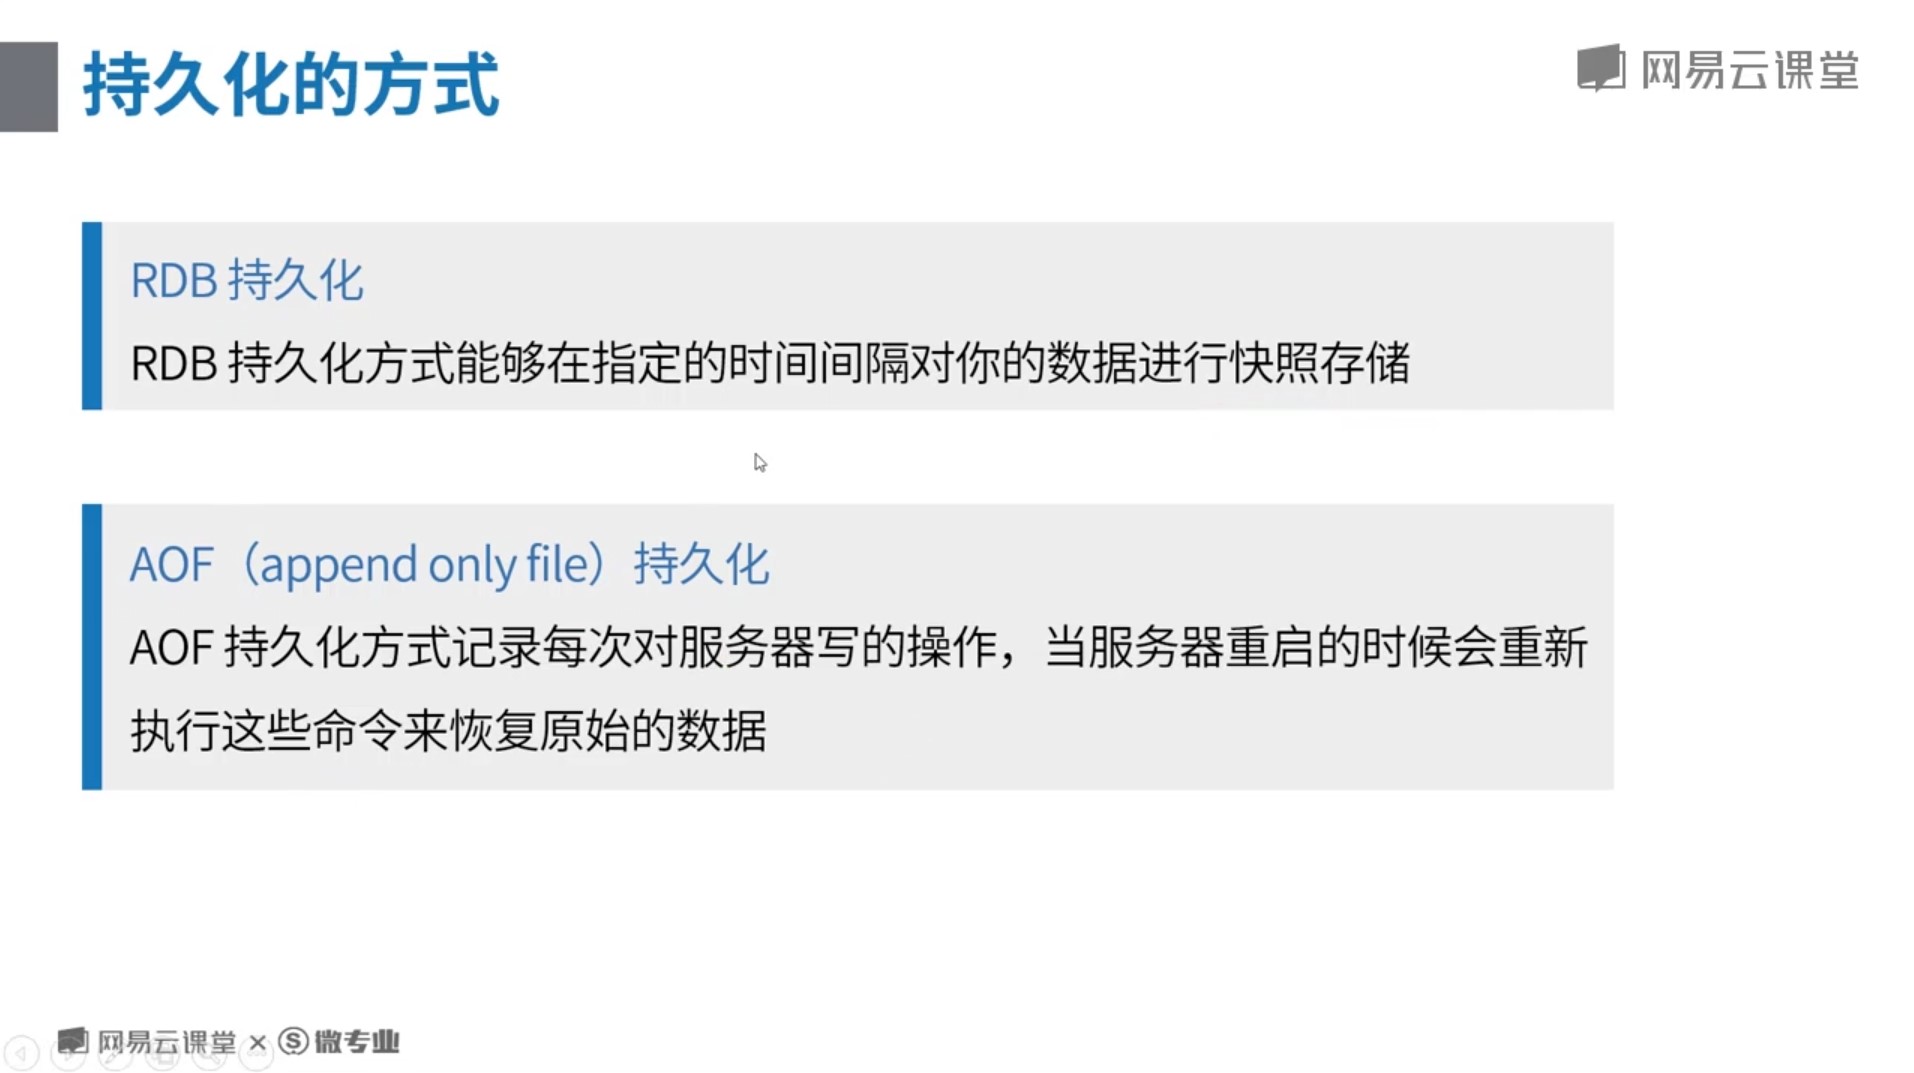 持久化的方式
网易云课堂
RDB 持久化
RDB 持久化方式能够在指定的时间间隔对你的数据进行快照存储
AOF（append only file）持久化
AOF 持久化方式记录每次对服务器写的操作，当服务器重启的时候会重新
执行这些命令来恢复原始的数据
网易云课堂 × S 微专业